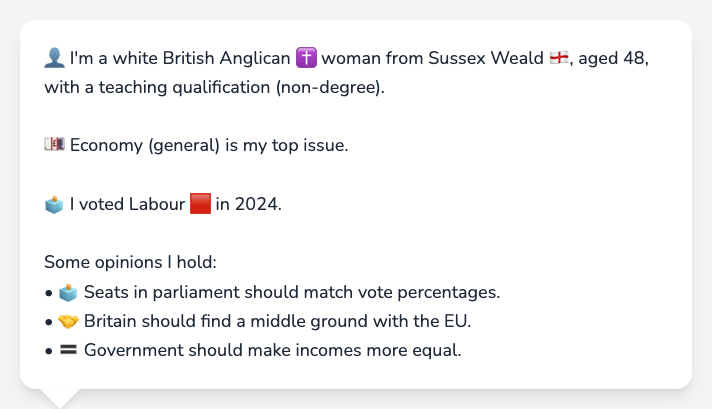 👤 I'm a white British Anglican ✝️ woman from Sussex Weald 🏴󠁧󠁢󠁥󠁮󠁧󠁿, aged 48,
with a teaching qualification (non-degree).
💷 Economy (general) is my top issue.
🗳️ I voted Labour 🟥 in 2024.
Some opinions I hold:
• 🗳️ Seats in parliament should match vote percentages.
• 🤝 Britain should find a middle ground with the EU.
• 🟰 Government should make incomes more equal.